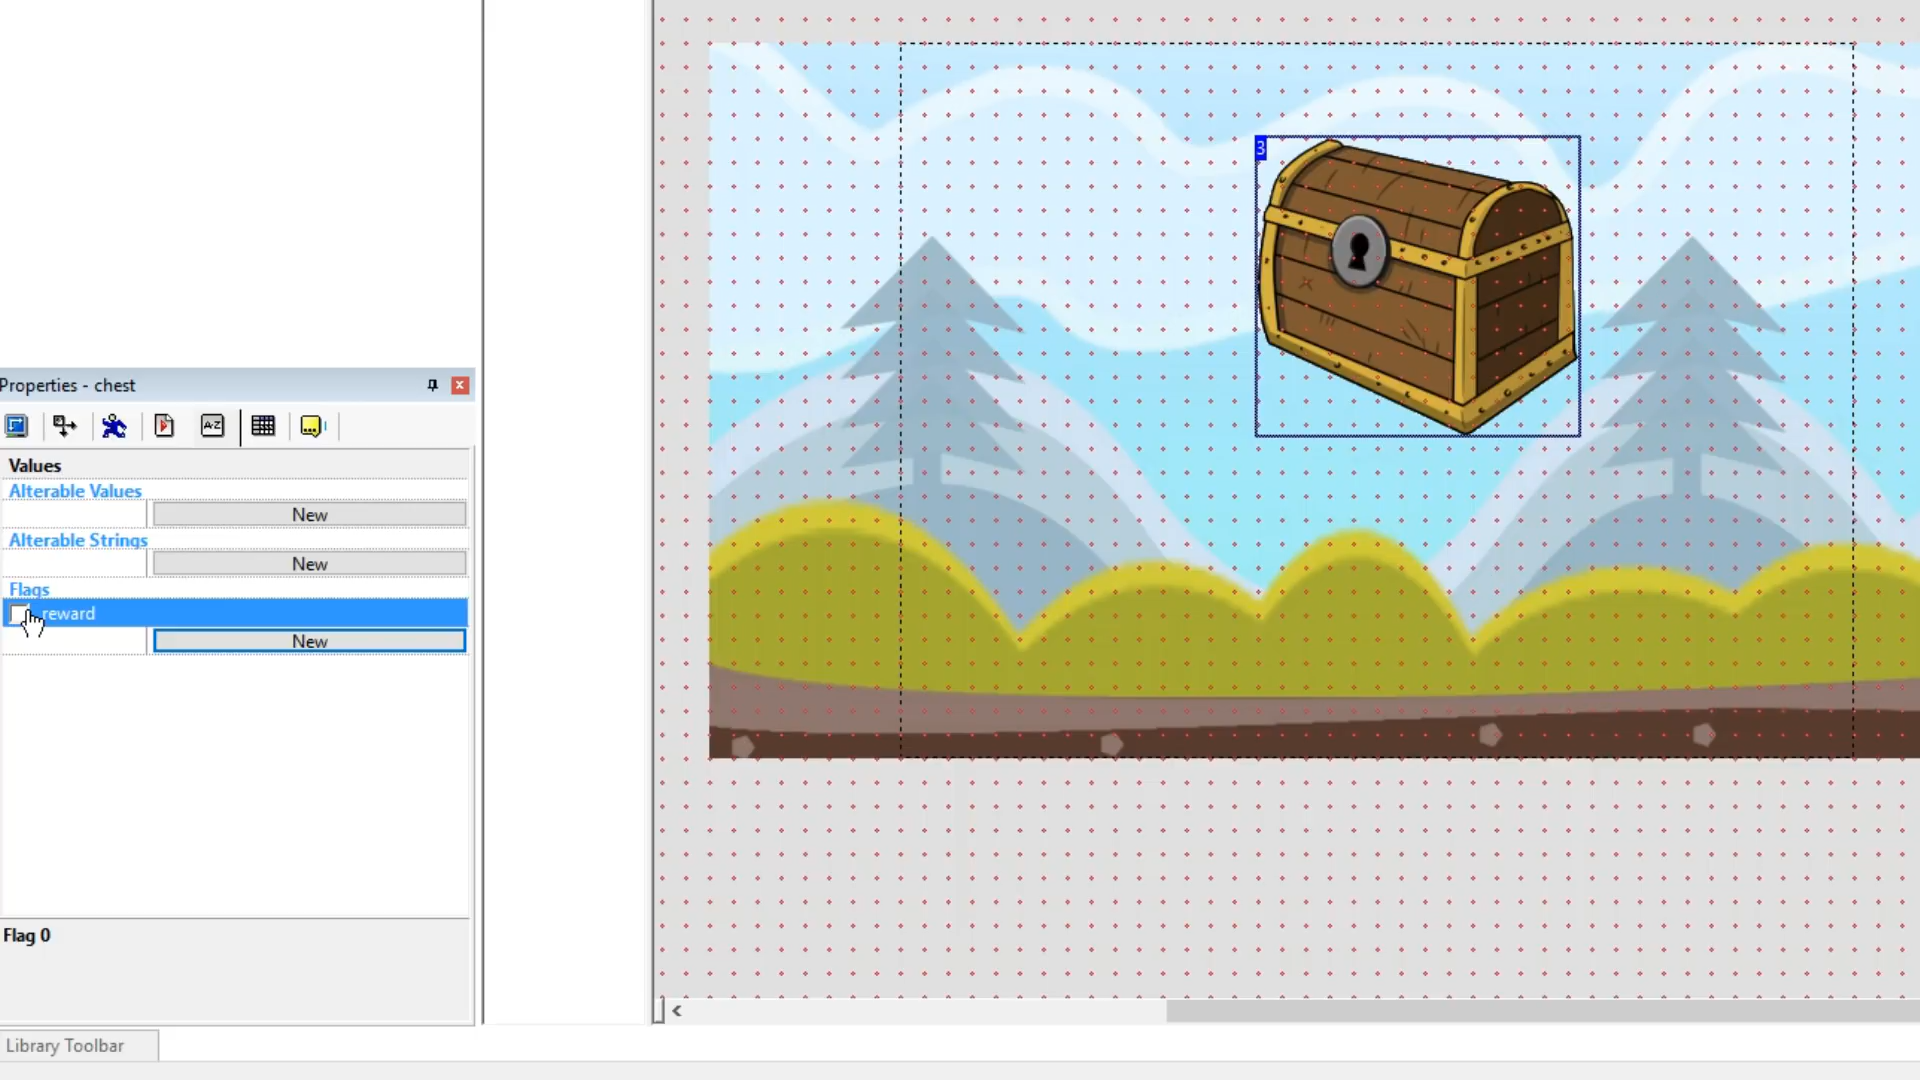 3
Properties - chest
A-Z
Values
Alterable Values
New
Alterable Strings
New
Flags
reward
New
Flag 0
Library Toolbar